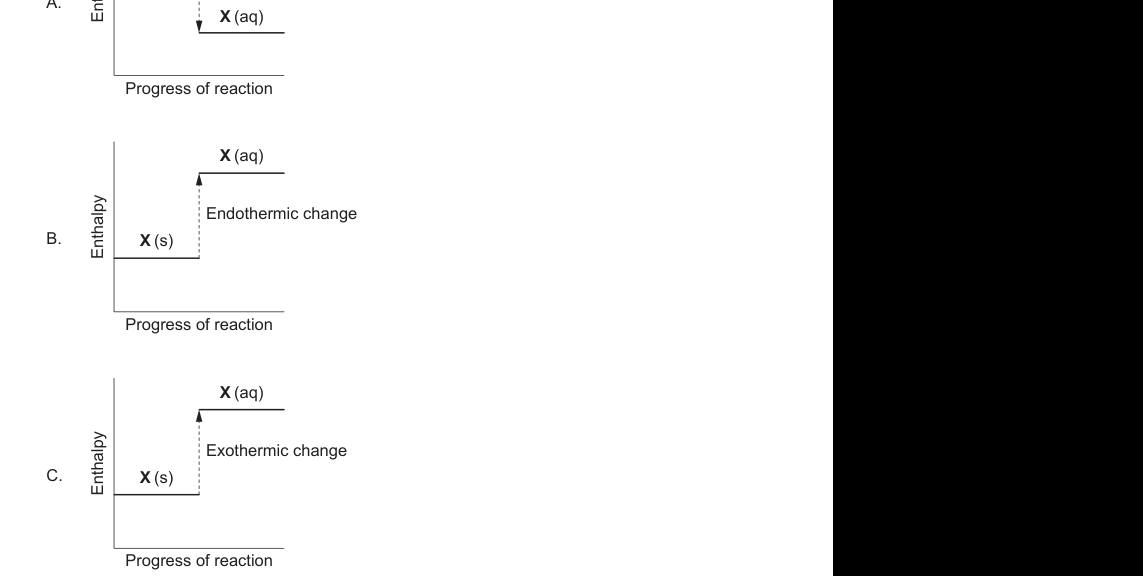 A.
X (aq)
Progress of reaction
X (aq)
Endothermic change
B.
Enthalpy
X (s)
Progress of reaction
X (aq)
Exothermic change
C.
Enthalpy
X (s)
Progress of reaction